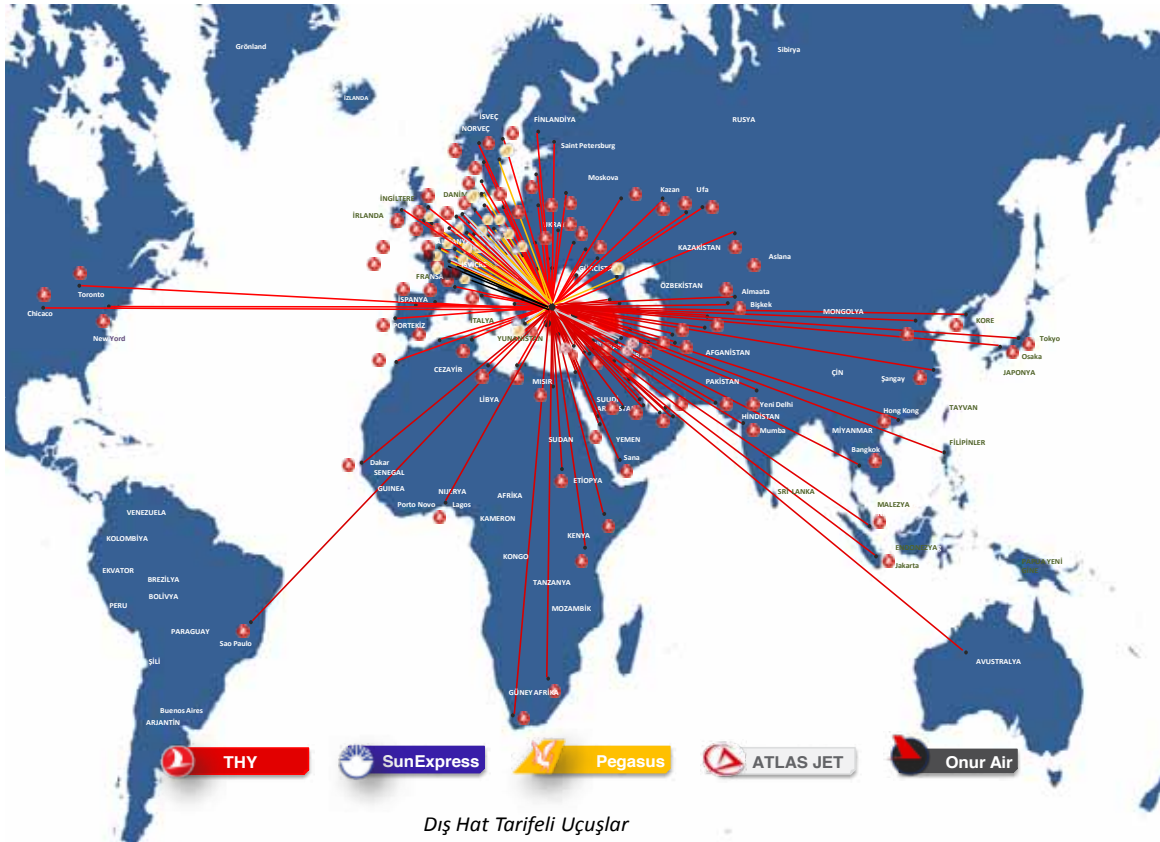 Grönland
Sibirya
İZLANDA
İSVEÇ
FİNLANDİYA
RUSYA
NORVEÇ
Saint Petersburg
Moskova
Kazan
Ufa
İNGİLTERE
DANİM
İRLANDA
UKRA
KAZAKİSTAN
Aslana
GÜRCİSTA
FRANSA
ÖZBEKİSTAN
Almaata
Toronto
İSPANYA
Bişkek
Chicaco
MONGOLYA
New Yord
PORTEKİZ
İTALYA
KORE
YUNANİSTAN
Tokyo
Osaka
AFGANİSTAN
JAPONYA
CEZAYİR
ÇİN
MISIR
PAKİSTAN
Şangay
LİBYA
SUUDİ
ARABİSTAN
Yeni Delhi
TAYVAN
HİNDİSTAN
Hong Kong
Mumba
MİYANMAR
SUDAN
YEMEN
FİLİPİNLER
Bangkok
Sana
Dakar
SENEGAL
ETİOPYA
GUINEA
NIJERYA
AFRİKA
SRI LANKA
Porto Novo
Lagos
MALEZYA
VENEZUELA
KAMERON
KOLOMBİYA
KENYA
KONGO
Jakarta
EKVATOR
BREZİLYA
TANZANYA
BOLİVYA
PERU
MOZAMBİK
PARAGUAY
Sao Paulo
ŞİLİ
AVUSTRALYA
GÜNEY AFRİKA
Buenos Aires
ARJANTİN
THY
SunExpress
Pegasus
ATLAS JET
Onur Air
Dış Hat Tarifeli Uçuşlar